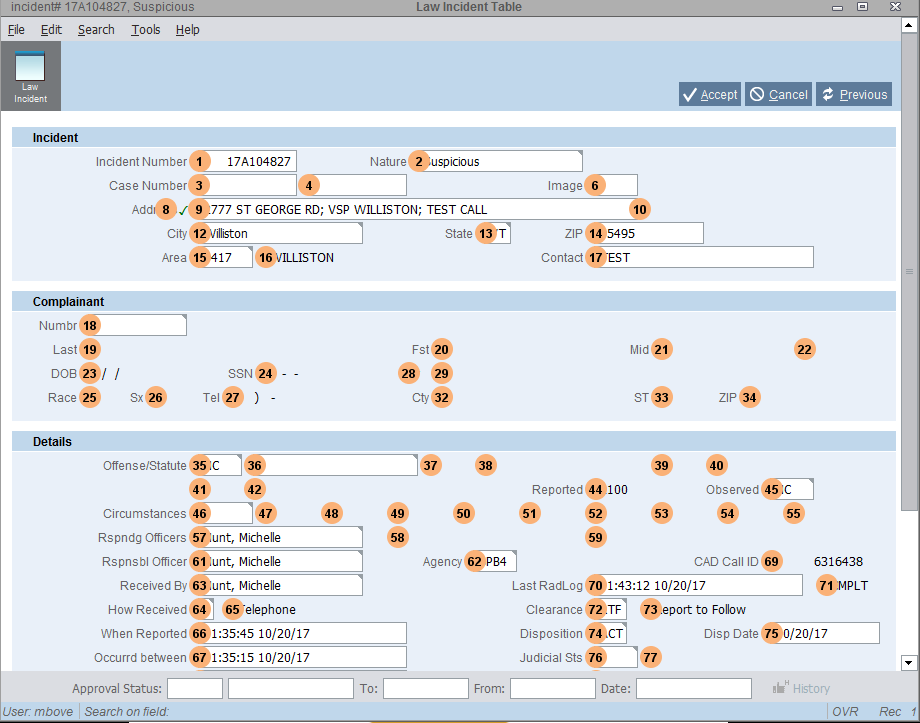 incident# 17A104827, Suspicious Law Incident Table
File Edit Search Tools Help
Law
Incident
Accept Cancel Previous
Incident
Incident Number 1 17A104827 Nature 2 uspicious
Case Number 3 4 Image 6
Addr 8 9 777 ST GEORGE RD; VSP WILLISTON; TEST CALL 10
City 12 Williston State 13 T ZIP 14 5495
Area 15 417 16 WILLISTON Contact 17 EST
Complainant
Numbr 18
Last 19 Fst 20 Mid 21 22
DOB 23 / / SSN 24 - - 28 29
Race 25 Sx 26 Tel 27 ) - Cty 32 ST 33 ZIP 34
Details
Offense/Statute 35 C 36 37 38 39 40
41 42 Reported 44 100 Observed 45 C
Circumstances 46 47 48 49 50 51 52 53 54 55
Rspndg Officers 57 unt, Michelle 58 59
Rspnsbl Officer 61 unt, Michelle Agency 62 PB4 CAD Call ID 69 6316438
Received By 63 unt, Michelle Last RadLog 70 1:43:12 10/20/17 71 MPLT
How Received 64 65 Telephone Clearance 72 TF 73 eport to Follow
When Reported 66 1:35:45 10/20/17 Disposition 74 CT Disp Date 75 0/20/17
Occurrd between 67 1:35:15 10/20/17 Judicial Sts 76 77
Approval Status: To: From: Date: History
User: mbove Search on field: OVR Rec 1